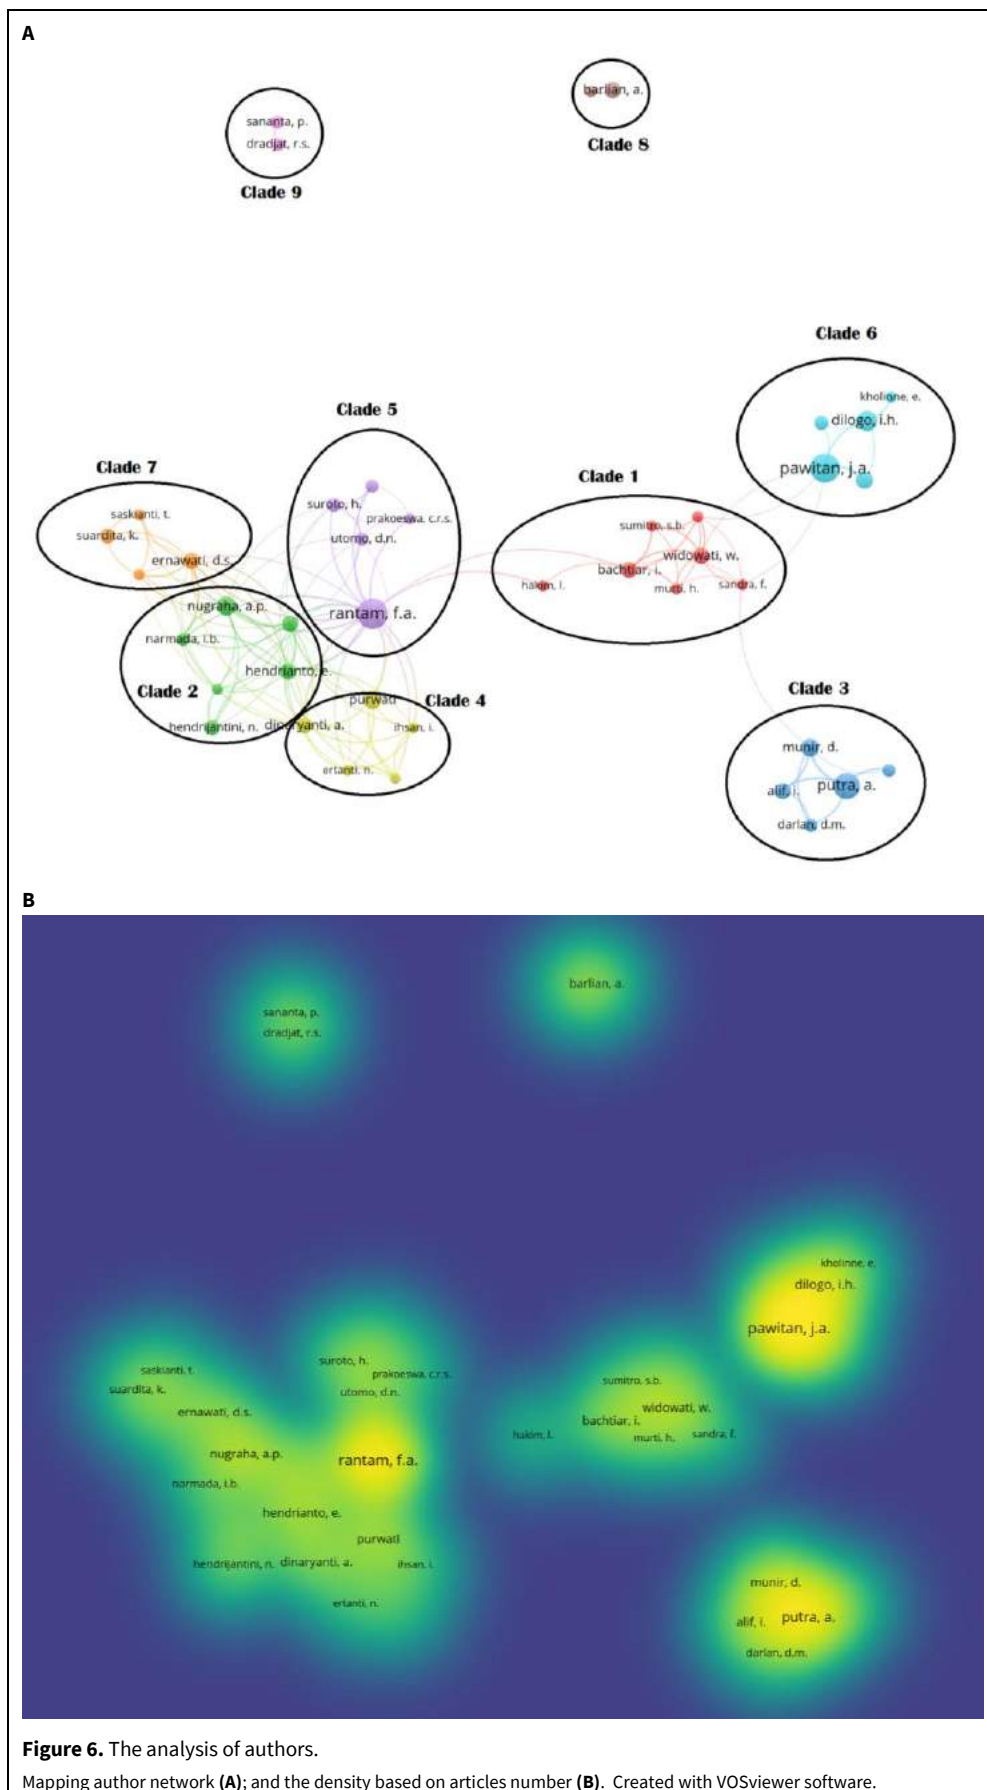 A
barlian, a.
Clade 8
sananta, p.
dradjat, r.s.
Clade 9
Clade 6
kholinne, e.
dilogo, i.h.
pawitan, j.a.
Clade 5
suroto, h.
prakoeswa, c.r.s.
utomo, d.n.
rantam, f.a.
Clade 7
saskianti, t.
suardita, k.
ernawati, d.s.
Clade 1
sumitro, s.b.
widowati, w.
bachtiar, i.
hakim, l.
murti, h.
sandra, f.
nugraha, a.p.
narmada, i.b.
hendrianto, e.
Clade 2
hendrijantini, n.
dinaryanti, a.
purwati
Clade 4
ihsan, i.
ertanti, n.
Clade 3
munir, d.
alif, i.
putra, a.
darlan, d.m.
B
barlian, a.
sananta, p.
dradjat, r.s.
kholinne, e.
dilogo, i.h.
pawitan, j.a.
suroto, h.
prakoeswa, c.r.s.
utomo, d.n.
saskianti, t.
suardita, k.
ernawati, d.s.
sumitro, s.b.
widowati, w.
bachtiar, i.
hakim, l.
murti, h.
sandra, f.
nugraha, a.p.
rantam, f.a.
narmada, i.b.
hendrianto, e.
purwati
hendrijantini, n.
dinaryanti, a.
ihsan, i.
ertanti, n.
munir, d.
alif, i.
putra, a.
darlan, d.m.
Figure 6. The analysis of authors.
Mapping author network (A); and the density based on articles number (B). Created with VOSviewer software.